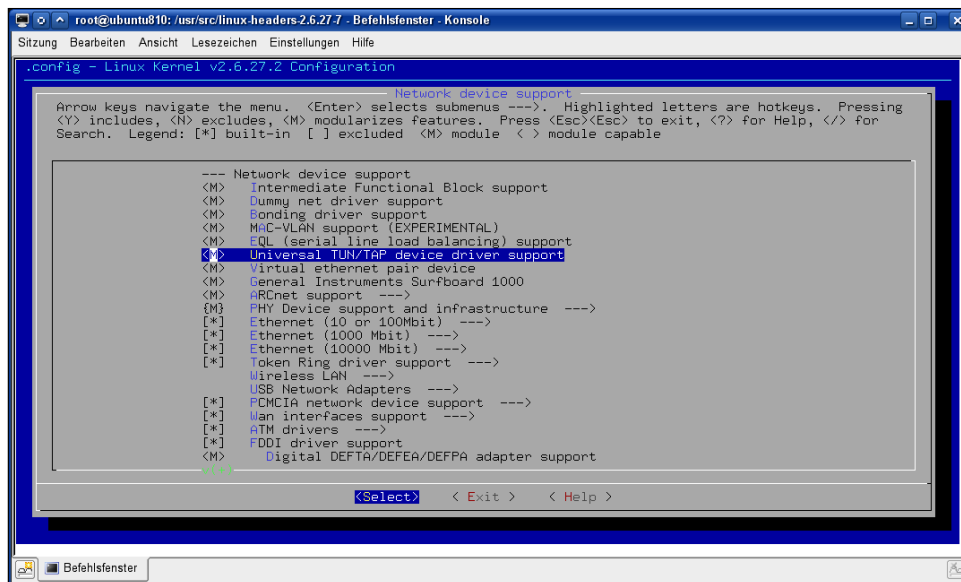 root@ubuntu810: /usr/src/linux-headers-2.6.27-7 - Befehlsfenster - Konsole
Sitzung Bearbeiten Ansicht Lesezeichen Einstellungen Hilfe
.config - Linux Kernel v2.6.27.2 Configuration
Network device support
Arrow keys navigate the menu. <Enter> selects submenus --->. Highlighted letters are hotkeys. Pressing
<Y> includes, <N> excludes, <M> modularizes features. Press <Esc><Esc> to exit, <?> for Help, </> for
Search. Legend: [*] built-in [ ] excluded <M> module < > module capable
--- Network device support
<M> Intermediate Functional Block support
<M> Dummy net driver support
<M> Bonding driver support
<M> MAC-VLAN support (EXPERIMENTAL)
<M> EQL (serial line load balancing) support
<M> Universal TUN/TAP device driver support
<M> Virtual ethernet pair device
<M> General Instruments Surfboard 1000
<M> ARCnet support --->
{M} PHY Device support and infrastructure --->
[*] Ethernet (10 or 100Mbit) --->
[*] Ethernet (1000 Mbit) --->
[*] Ethernet (10000 Mbit) --->
[*] Token Ring driver support --->
Wireless LAN --->
USB Network Adapters --->
[*] PCMCIA network device support --->
[*] Wan interfaces support --->
[*] ATM drivers --->
[*] FDDI driver support
<M> Digital DEFTA/DEFEA/DEFPA adapter support
v(+)
<Select> < Exit > < Help >
Befehlsfenster